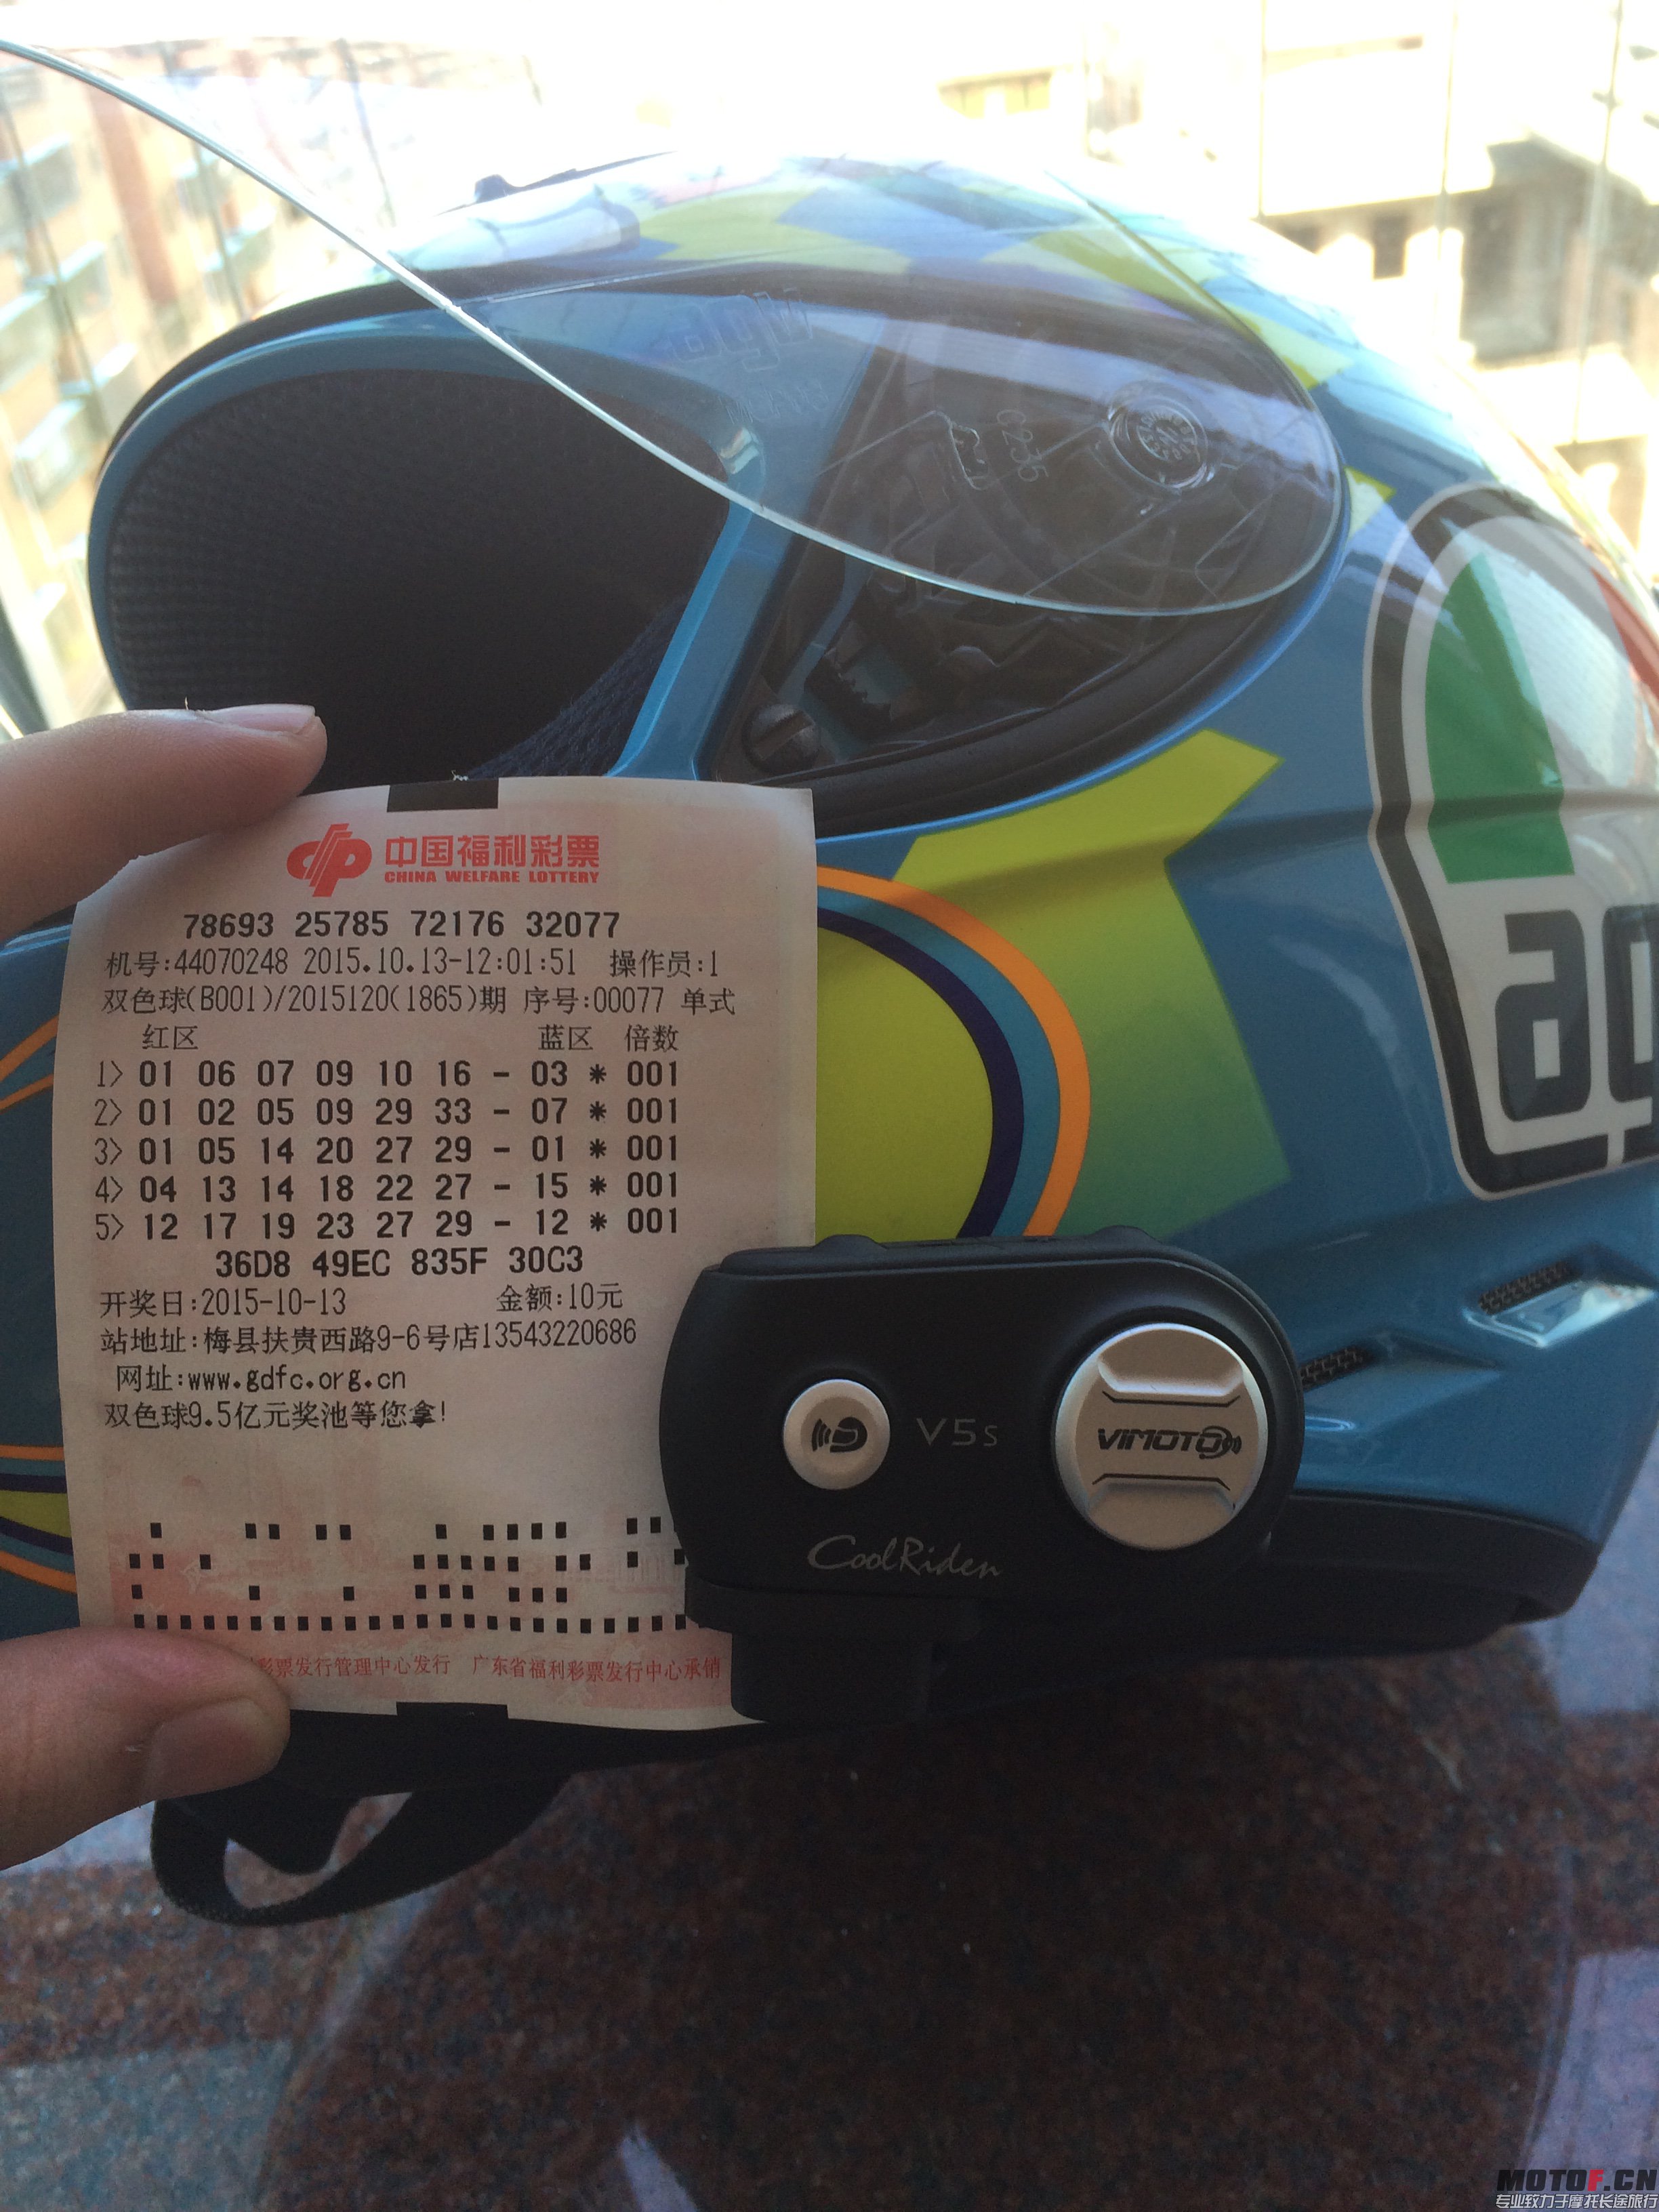 agv
0235
中国福利彩票
CHINA WELFARE LOTTERY
78693 25785 72176 32077
机号:44070248 2015.10.13-12:01:51 操作员:1
双色球(B001)/2015120(1865)期 序号:00077 单式
红区 蓝区 倍数
1> 01 06 07 09 10 16 - 03 * 001
2> 01 02 05 09 29 33 - 07 * 001
3> 01 05 14 20 27 29 - 01 * 001
4> 04 13 14 18 22 27 - 15 * 001
5> 12 17 19 23 27 29 - 12 * 001
36D8 49EC 835F 30C3
开奖日:2015-10-13 金额:10元
站地址:梅县扶贵西路9-6号店13543220686
网址:www.gdfc.org.cn
双色球9.5亿元奖池等您拿!
彩票发行管理中心发行 广东省福利彩票发行中心承销
ag
V5s
VIMOTO
CoolRiden
MOTOF.CN
专业致力于摩托长途旅行